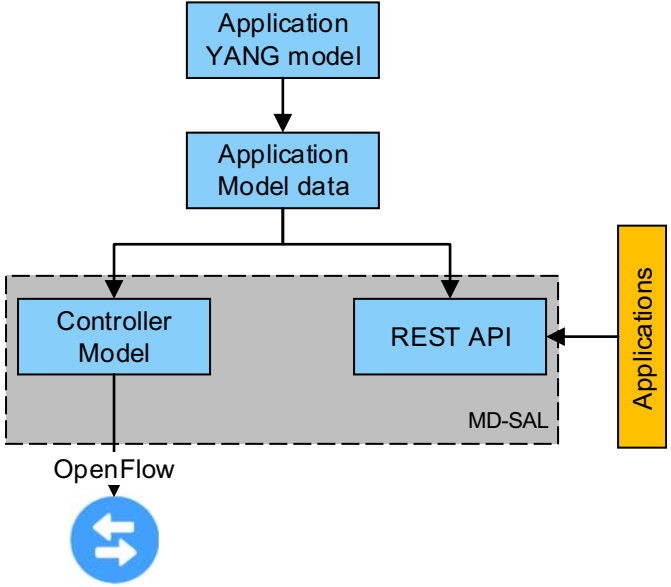 Application
YANG model
Application
Model data
Controller
Model
REST API
Applications
MD-SAL
OpenFlow